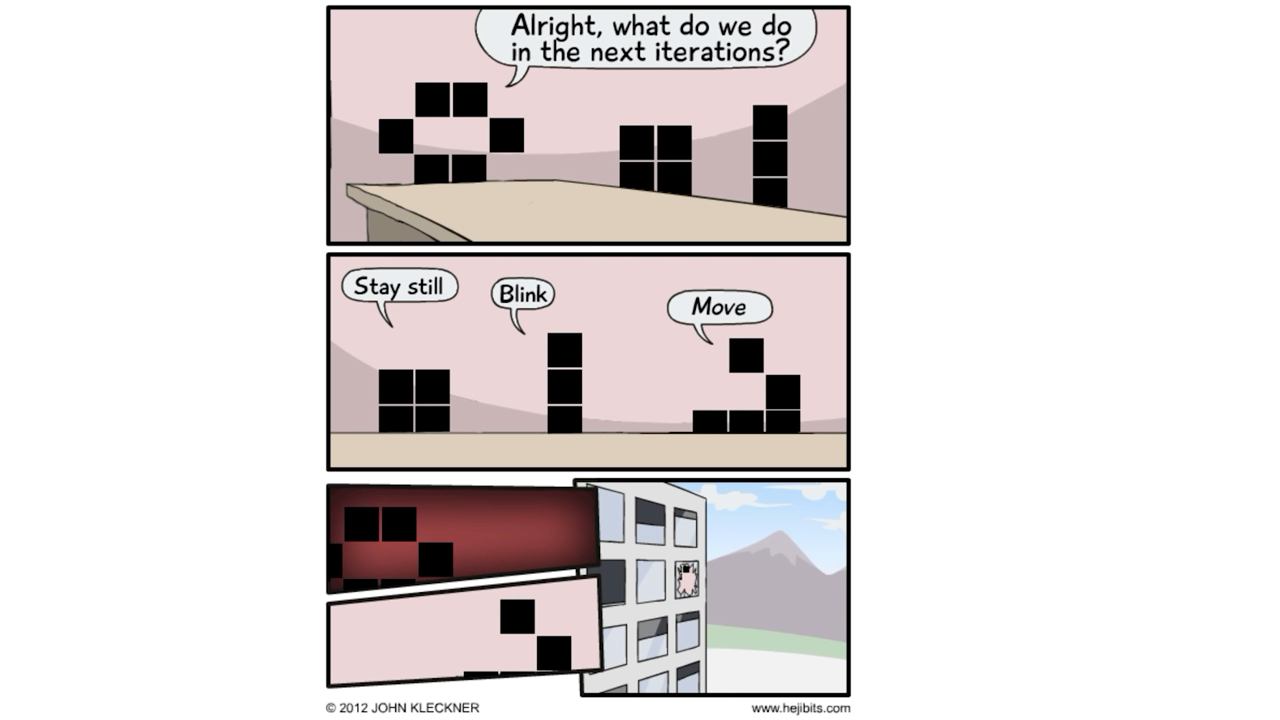 Alright, what do we do
in the next iterations?
Stay still
Blink
Move
© 2012 JOHN KLECKNER
www.hejibits.com